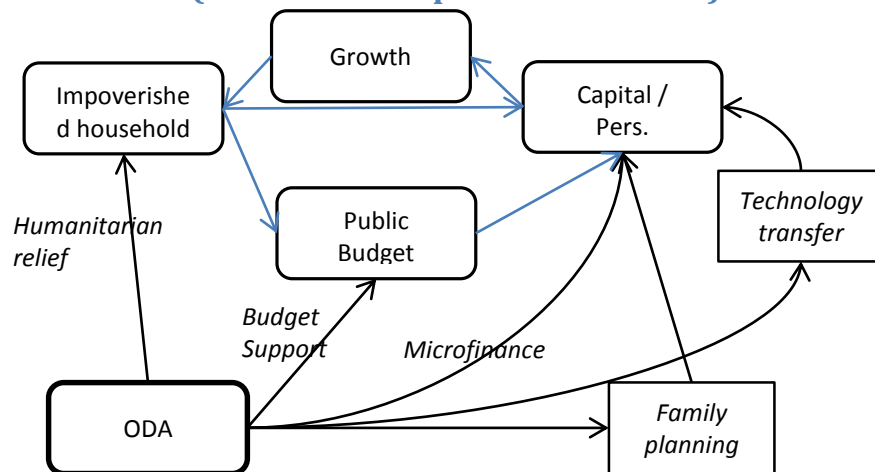 Growth
Impoverishe
d household
Capital /
Pers.
Technology
transfer
Public
Budget
Humanitarian
relief
Budget
Support
Microfinance
ODA
Family
planning